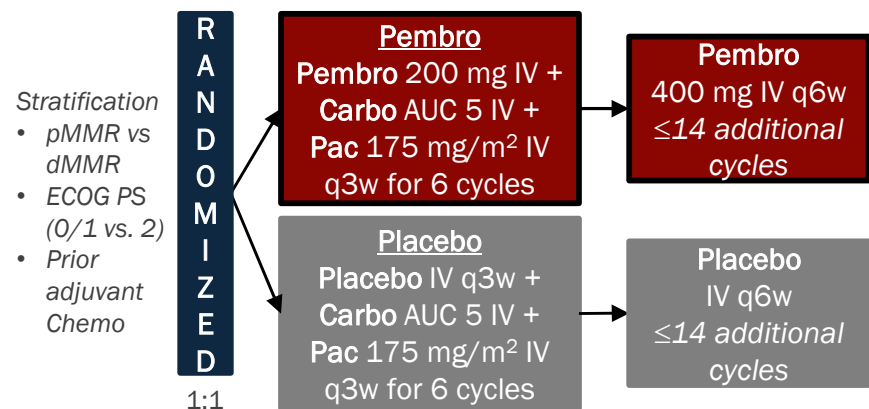 Stratification
• pMMR vs
dMMR
• ECOG PS
(0/1 vs. 2)
• Prior
adjuvant
Chemo
R
A
N
D
O
M
I
Z
E
D
1:1
Pembro
Pembro 200 mg IV +
Carbo AUC 5 IV +
Pac 175 mg/m² IV
q3w for 6 cycles
Pembro
400 mg IV q6w
≤14 additional
cycles
Placebo
Placebo IV q3w +
Carbo AUC 5 IV +
Pac 175 mg/m² IV
q3w for 6 cycles
Placebo
IV q6w
≤14 additional
cycles